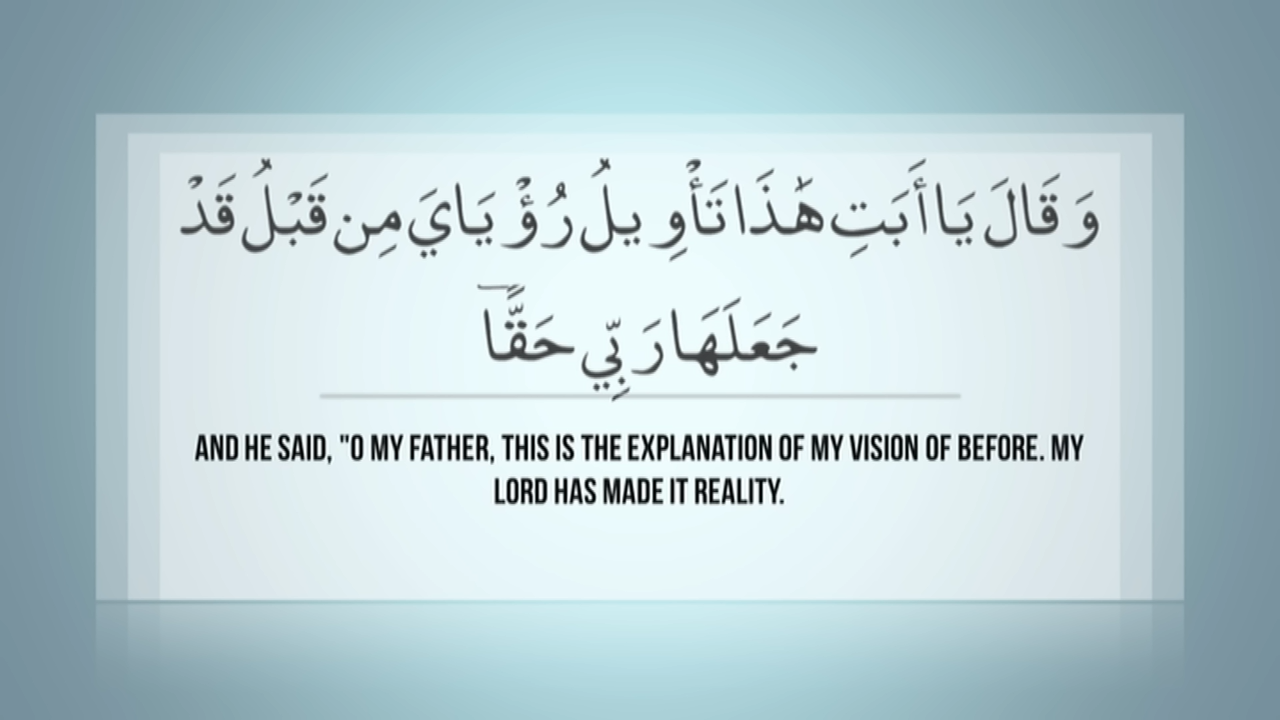 وَقَالَ يَا أَبَتِ هَٰذَا تَأْوِيلُ رُؤْيَايَ مِن قَبْلُ قَدْ
جَعَلَهَا رَبِّي حَقًّا ۖ
AND HE SAID, "O MY FATHER, THIS IS THE EXPLANATION OF MY VISION OF BEFORE. MY
LORD HAS MADE IT REALITY.